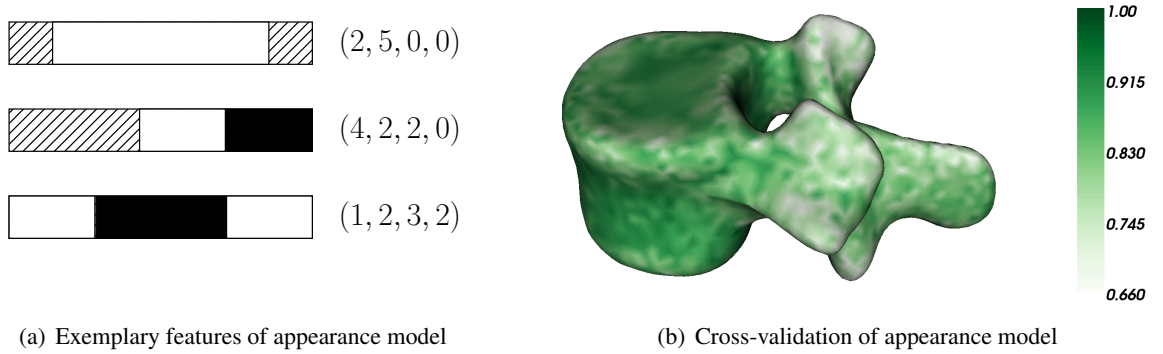 (2, 5, 0, 0)
(4, 2, 2, 0)
(1, 2, 3, 2)
1.00
0.915
0.830
0.745
0.660
(a) Exemplary features of appearance model
(b) Cross-validation of appearance model